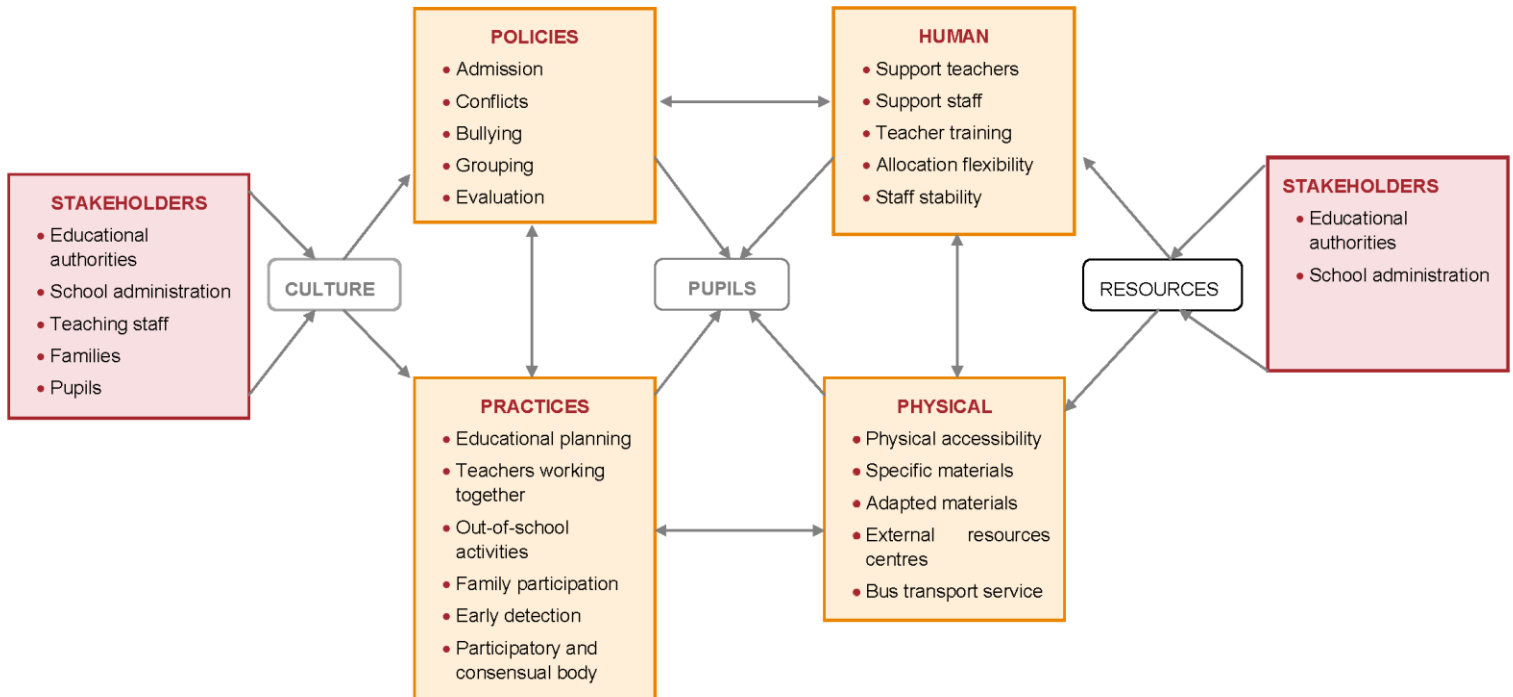 POLICIES
Admission
Conflicts
Bullying
Grouping
Evaluation
HUMAN
Support teachers
Support staff
Teacher training
Allocation flexibility
Staff stability
STAKEHOLDERS
Educational
authorities
School administration
Teaching staff
Families
Pupils
CULTURE
PUPILS
RESOURCES
STAKEHOLDERS
Educational
authorities
School administration
PRACTICES
Educational planning
Teachers working
together
Out-of-school
activities
Family participation
Early detection
Participatory and
consensual body
PHYSICAL
Physical accessibility
Specific materials
Adapted materials
External resources
centres
Bus transport service